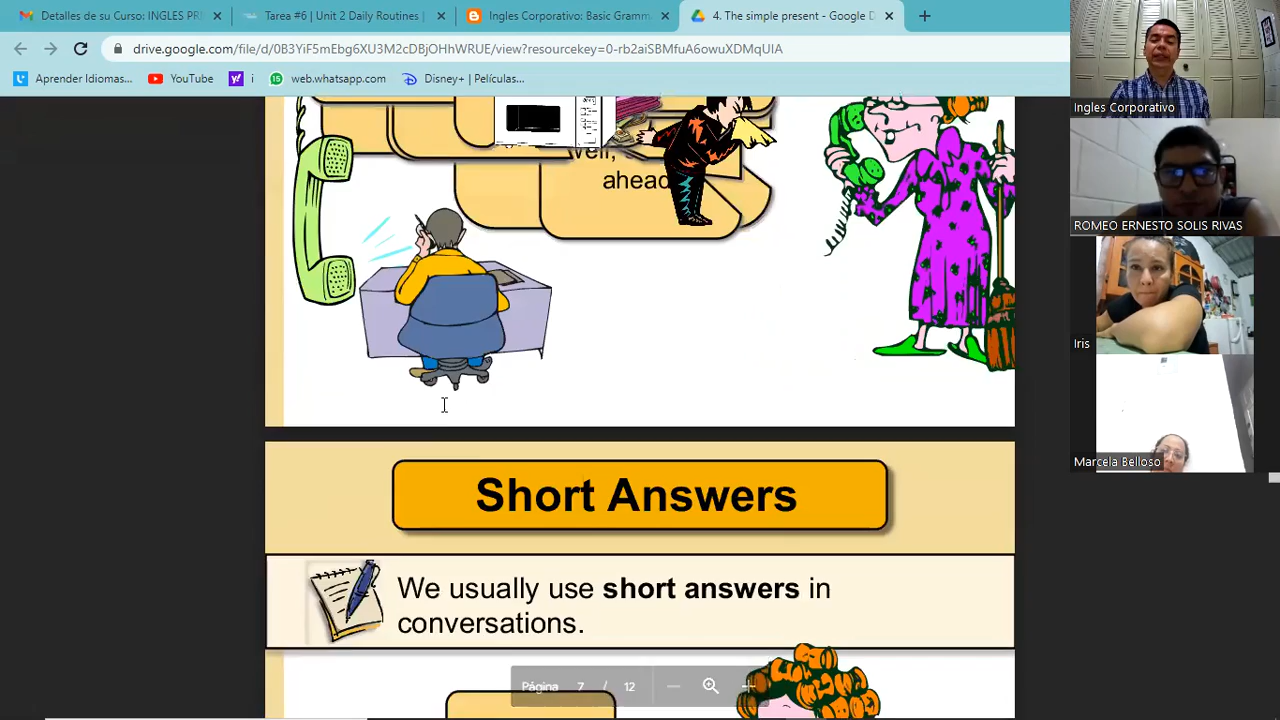 Detalles de su Curso: INGLES PRI
Tarea #6 | Unit 2 Daily Routines |
Ingles Corporativo: Basic Gramm
4. The simple present - Google D
drive.google.com/file/d/0B3YiF5mEbg6XU3M2cDBjOHhWRUE/view?resourcekey=0-rb2aiSBMfuA6owuXDMqUIA
Aprender Idiomas...
YouTube
i
web.whatsapp.com
Disney+ | Películas...
Ingles Corporativo
ROMEO ERNESTO SOLIS RIVAS
Iris
Marcela Belloso
ahead
Short Answers
We usually use short answers in
conversations.
Página 7 / 12